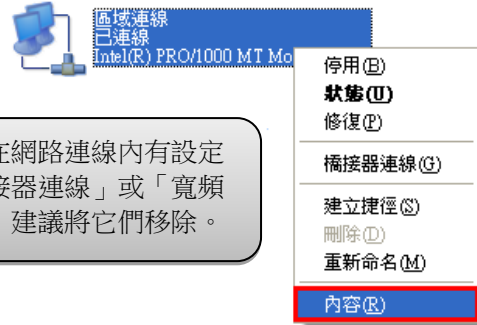 區域連線
已連線
Intel(R) PRO/1000 MT Mo
停用(B)
狀態(U)
修復(P)
橋接器連線(G)
建立捷徑(S)
刪除(D)
重新命名(M)
內容(R)
在網路連線內有設定
接器連線」或「寬頻
建議將它們移除。